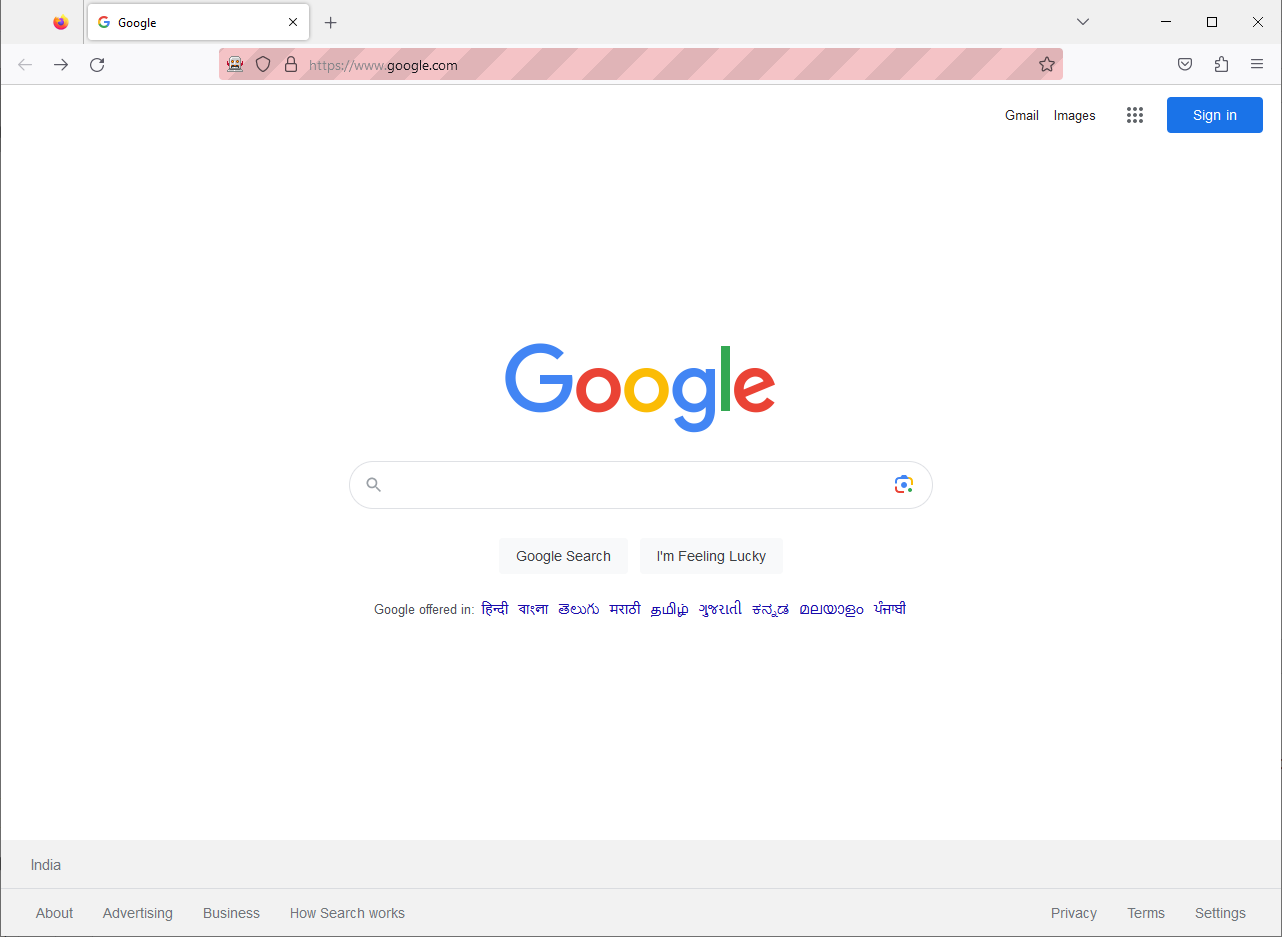 Google
https://www.google.com
Gmail Images Sign in
Google
Google Search I'm Feeling Lucky
Google offered in: हिन्दी বাংলা తెలుగు मराठी தமிழ் ગુજરાતી ಕನ್ನಡ മലയാളം ਪੰਜਾਬੀ
India
About Advertising Business How Search works Privacy Terms Settings